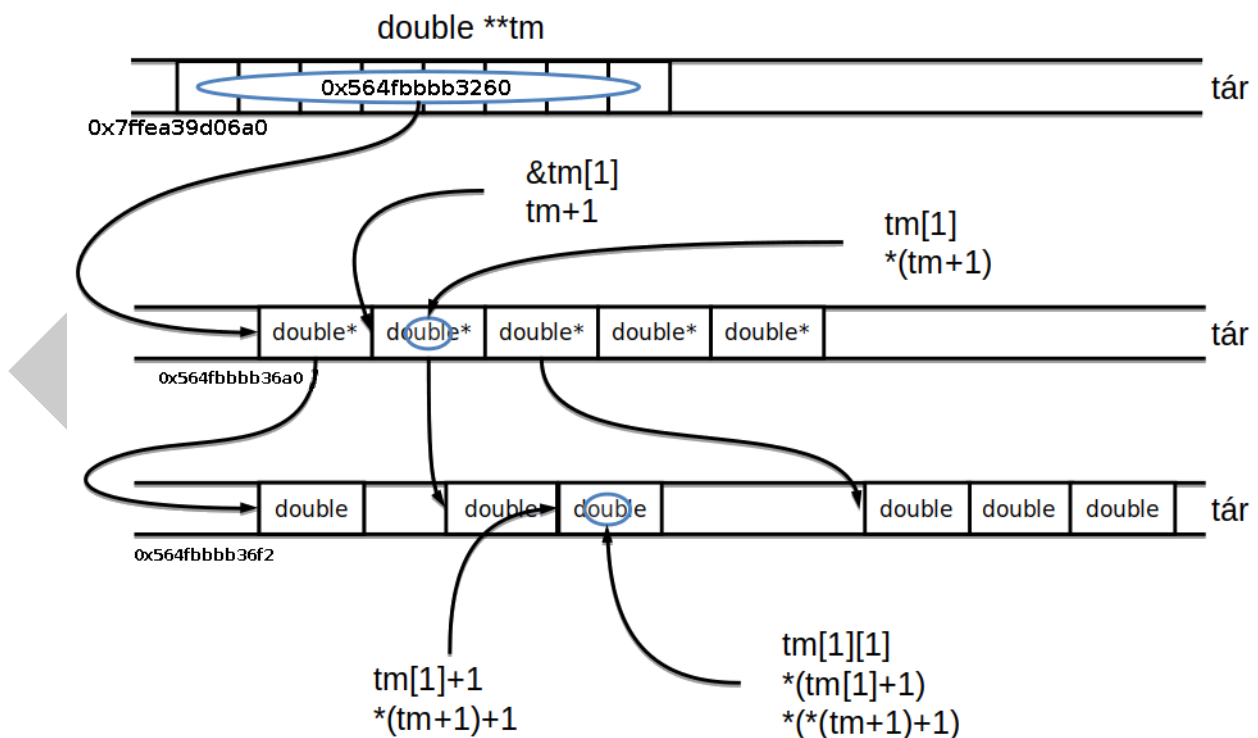 double **tm
0x564fbbbb3260
tár
0x7ffea39d06a0
&tm[1]
tm+1
tm[1]
*(tm+1)
double* double* double* double* double*
tár
0x564fbbbb36a0
double double double double double double
tár
0x564fbbbb36f2
tm[1]+1
*(tm+1)+1
tm[1][1]
*(tm[1]+1)
*(*(tm+1)+1)